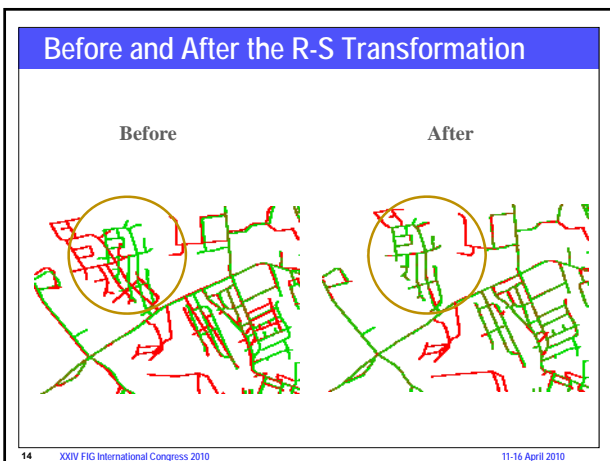 Before and After the R-S Transformation
Before
After
14 XXIV FIG International Congress 2010 11-16 April 2010